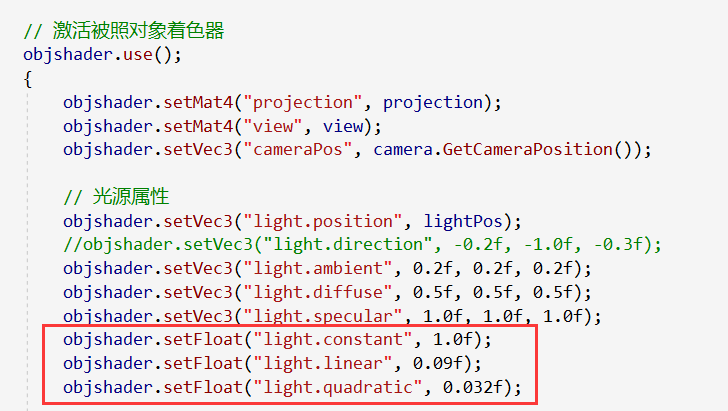 // 激活被照对象着色器
objshader.use();
{
objshader.setMat4("projection", projection);
objshader.setMat4("view", view);
objshader.setVec3("cameraPos", camera.GetCameraPosition());
// 光源属性
objshader.setVec3("light.position", lightPos);
//objshader.setVec3("light.direction", -0.2f, -1.0f, -0.3f);
objshader.setVec3("light.ambient", 0.2f, 0.2f, 0.2f);
objshader.setVec3("light.diffuse", 0.5f, 0.5f, 0.5f);
objshader.setVec3("light.specular", 1.0f, 1.0f, 1.0f);
objshader.setFloat("light.constant", 1.0f);
objshader.setFloat("light.linear", 0.09f);
objshader.setFloat("light.quadratic", 0.032f);